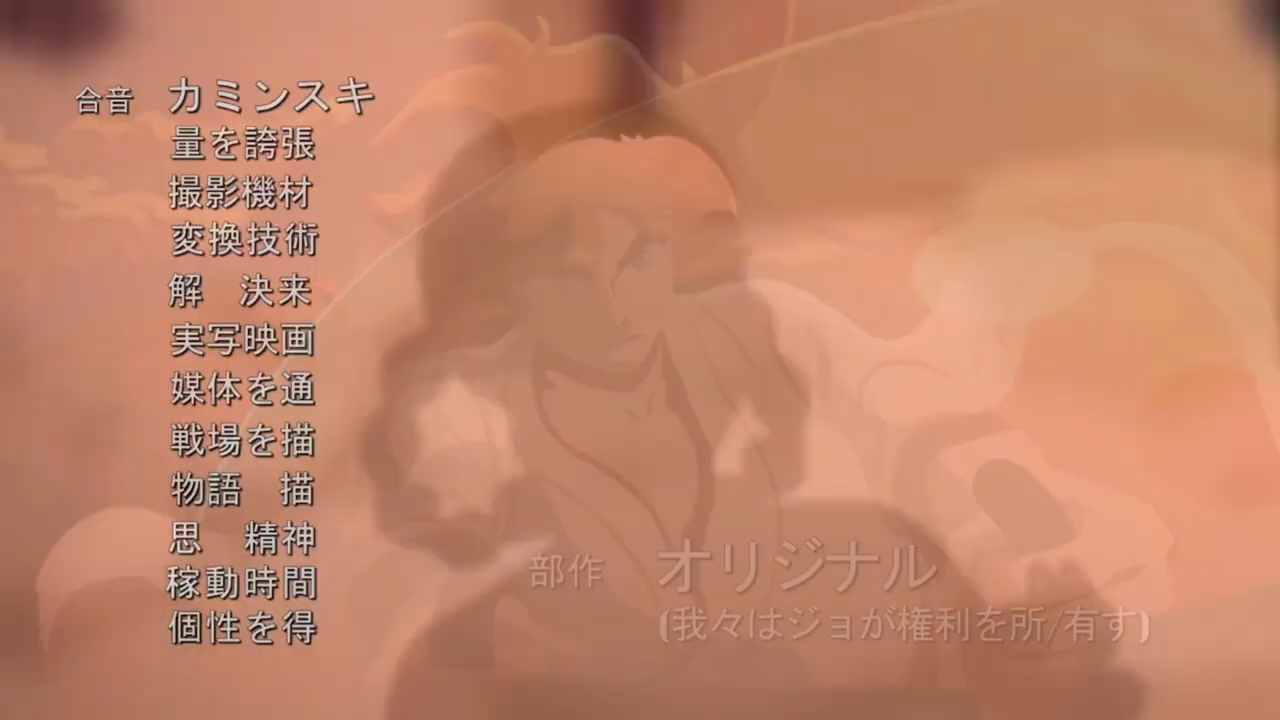 合音 カミンスキ
量を誇張
撮影機材
変換技術
解 決来
実写映画
媒体を通
戦場を描
物語 描
思 精神
稼動時間
個性を得
部作 オリジナル
(我々はジョが権利を所/有す)